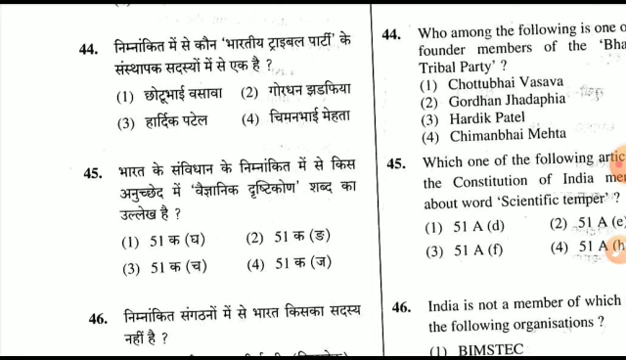 44. निम्नांकित में से कौन 'भारतीय ट्राइबल पार्टी' के
संस्थापक सदस्यों में से एक है ?
(1) छोटूभाई वसावा (2) गोरधन झडफिया
(3) हार्दिक पटेल (4) चिमनभाई मेहता
45. भारत के संविधान के निम्नांकित में से किस
अनुच्छेद में 'वैज्ञानिक दृष्टिकोण' शब्द का
उल्लेख है ?
(1) 51 क (घ) (2) 51 क (ङ)
(3) 51 क (च) (4) 51 क (ज)
46. निम्नांकित संगठनों में से भारत किसका सदस्य
नहीं है ?
44. Who among the following is one o
founder members of the 'Bha
Tribal Party' ?
(1) Chottubhai Vasava
(2) Gordhan Jhadaphia
(3) Hardik Patel
(4) Chimanbhai Mehta
45. Which one of the following artic
the Constitution of India me
about word 'Scientific temper' ?
(1) 51 A (d) (2) 51 A (e)
(3) 51 A (f) (4) 51 A (h
46. India is not a member of which
the following organisations ?
(1) BIMSTEC